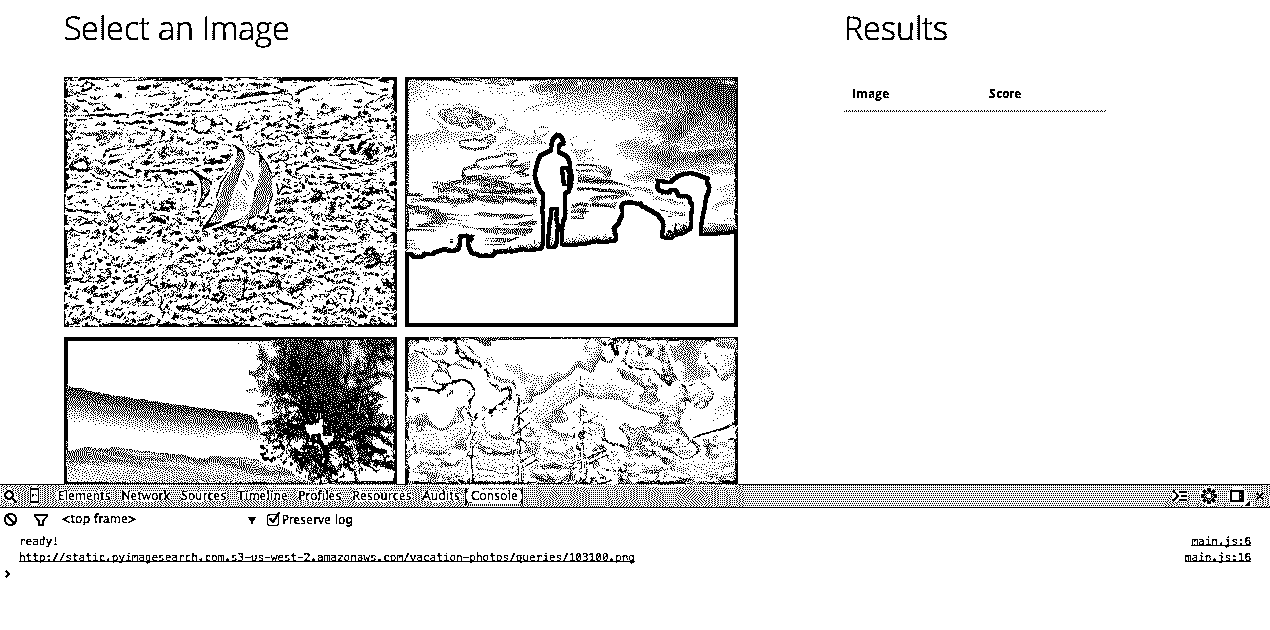 Select an Image
Results
Image Score
Elements Network Sources Timeline Profiles Resources Audits Console
<top frame> ▼ Preserve log
ready! main.js:6
http://static.pyimagesearch.com.s3-us-west-2.amazonaws.com/vacation-photos/queries/103100.png main.js:16